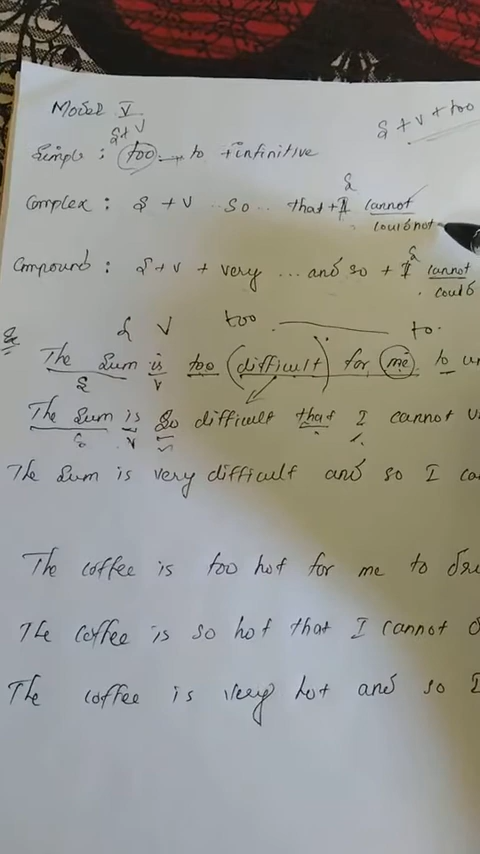 Model V
S + V + too
S + V
Simple : too ... to + infinitive
S
Complex : S + V .. so .. that + I cannot
could not
S
Compound : S + V + very ... and so + I cannot
could
S V too to.
The Sum is too (difficult) for me to un
S V
The Sum is so difficult that I cannot u
S V
The Sum is very difficult and so I ca
The coffee is too hot for me to dri
The coffee is so hot that I cannot d
The coffee is very hot and so I